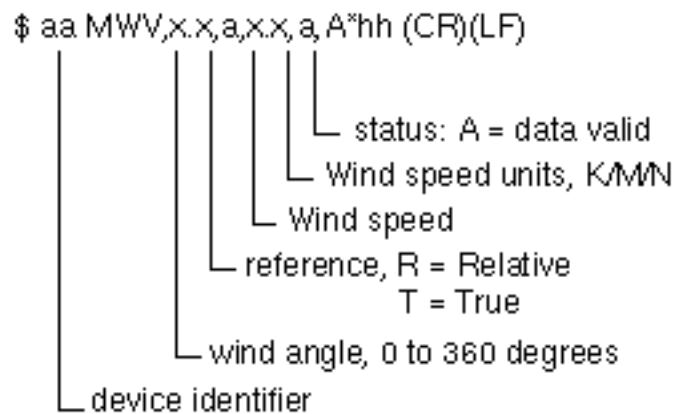 $ aa MWV,x.x,a,x.x,a,A*hh (CR)(LF)
status: A = data valid
Wind speed units, K/M/N
Wind speed
reference, R = Relative
T = True
wind angle, 0 to 360 degrees
device identifier